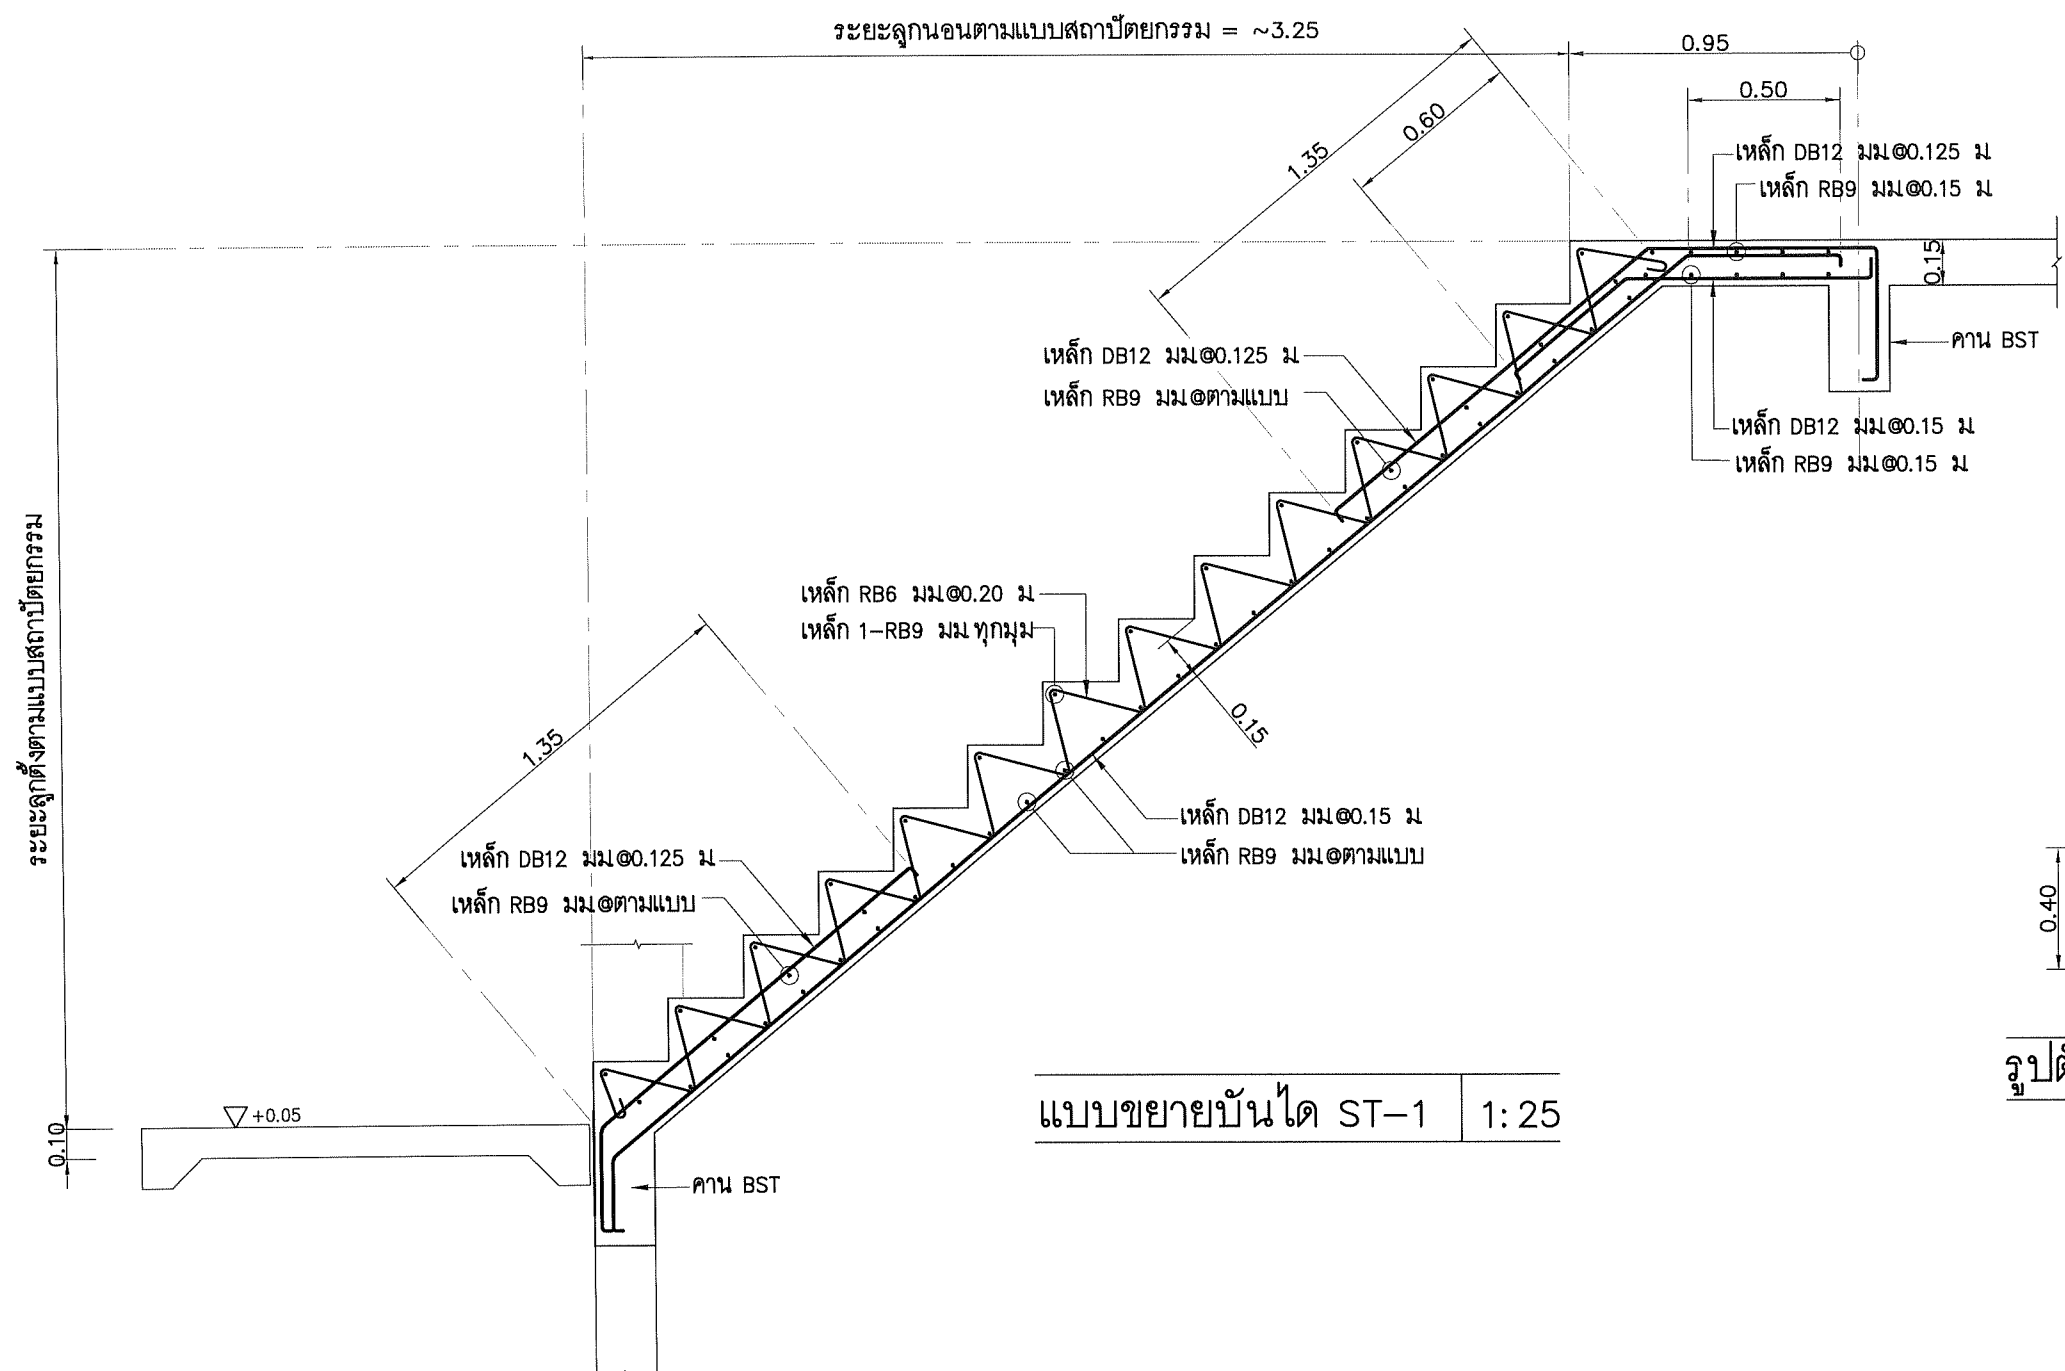 ระยะลูกนอนตามแบบสถาปัตยกรรม = ~3.25
0.95
0.50
1.35
0.60
เหล็ก DB12 มม.@0.125 ม.
เหล็ก RB9 มม.@0.15 ม.
0.15
คาน BST
เหล็ก DB12 มม.@0.125 ม.
เหล็ก RB9 มม.@ตามแบบ
เหล็ก DB12 มม.@0.15 ม.
เหล็ก RB9 มม.@0.15 ม.
ระยะลูกตั้งตามแบบสถาปัตยกรรม
เหล็ก RB6 มม.@0.20 ม.
เหล็ก 1-RB9 มม.ทุกมุม
0.15
1.35
เหล็ก DB12 มม.@0.15 ม.
เหล็ก RB9 มม.@ตามแบบ
เหล็ก DB12 มม.@0.125 ม.
เหล็ก RB9 มม.@ตามแบบ
0.40
+0.05
0.10
แบบขยายบันได ST-1 1:25
คาน BST